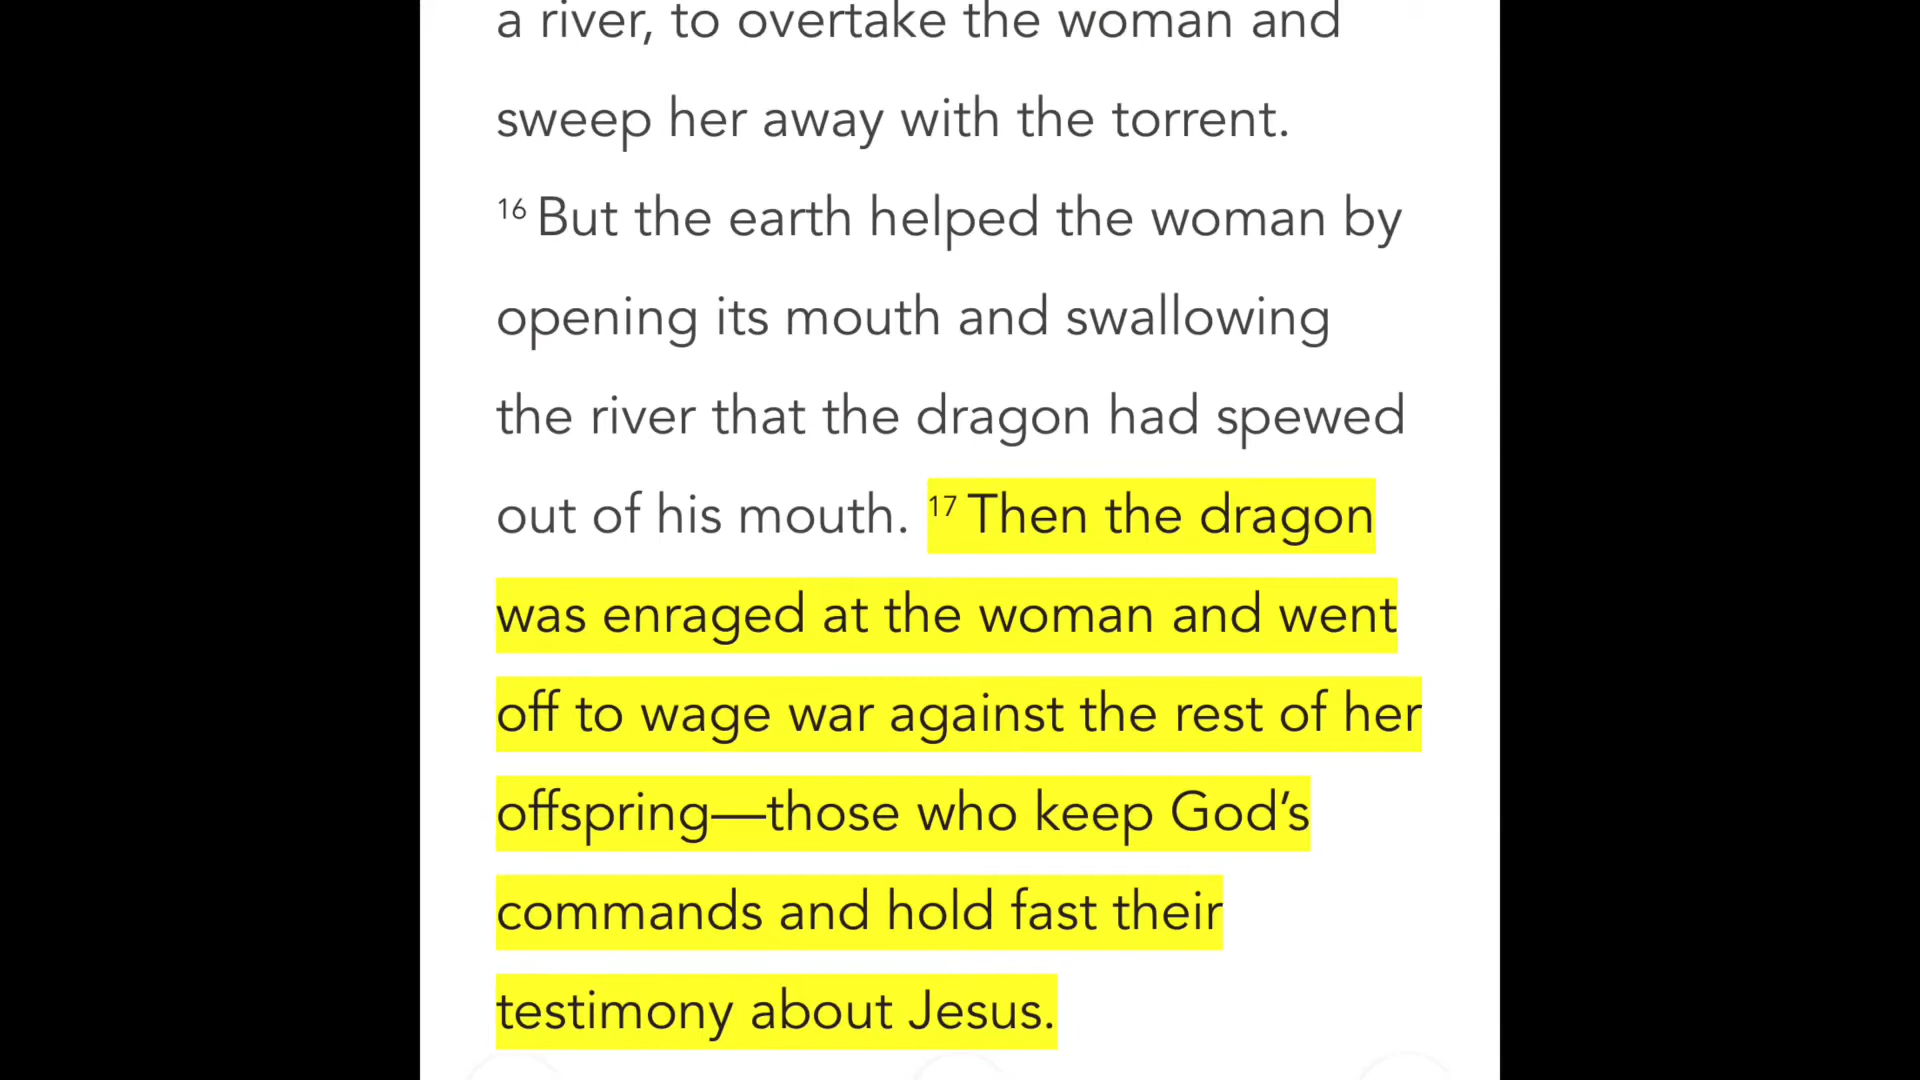 a river, to overtake the woman and
sweep her away with the torrent.
16 But the earth helped the woman by
opening its mouth and swallowing
the river that the dragon had spewed
out of his mouth. 17 Then the dragon
was enraged at the woman and went
off to wage war against the rest of her
offspring—those who keep God’s
commands and hold fast their
testimony about Jesus.